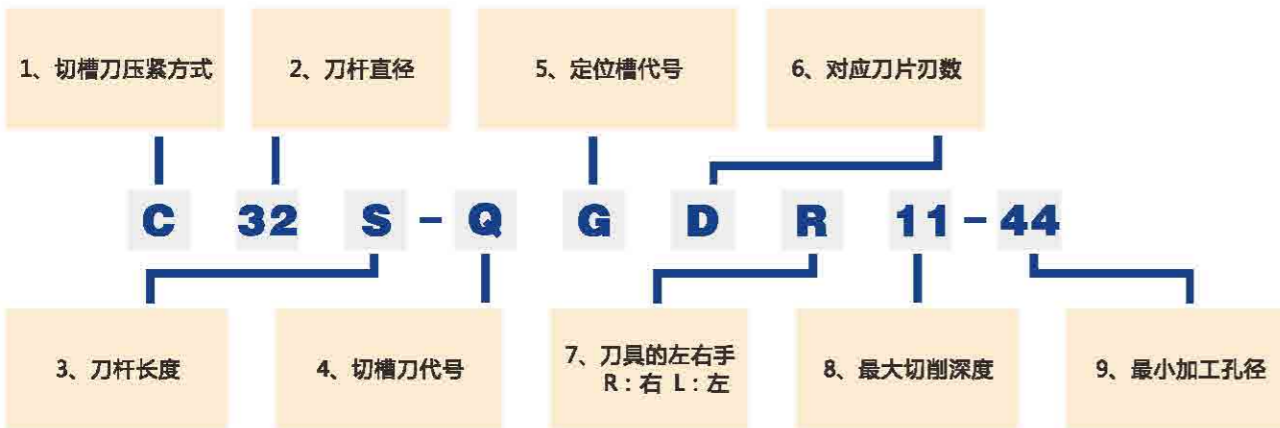 1、切槽刀压紧方式
2、刀杆直径
5、定位槽代号
6、对应刀片刃数
C 32 S - Q G D R 11 - 44
3、刀杆长度
4、切槽刀代号
7、刀具的左右手
R：右 L：左
8、最大切削深度
9、最小加工孔径